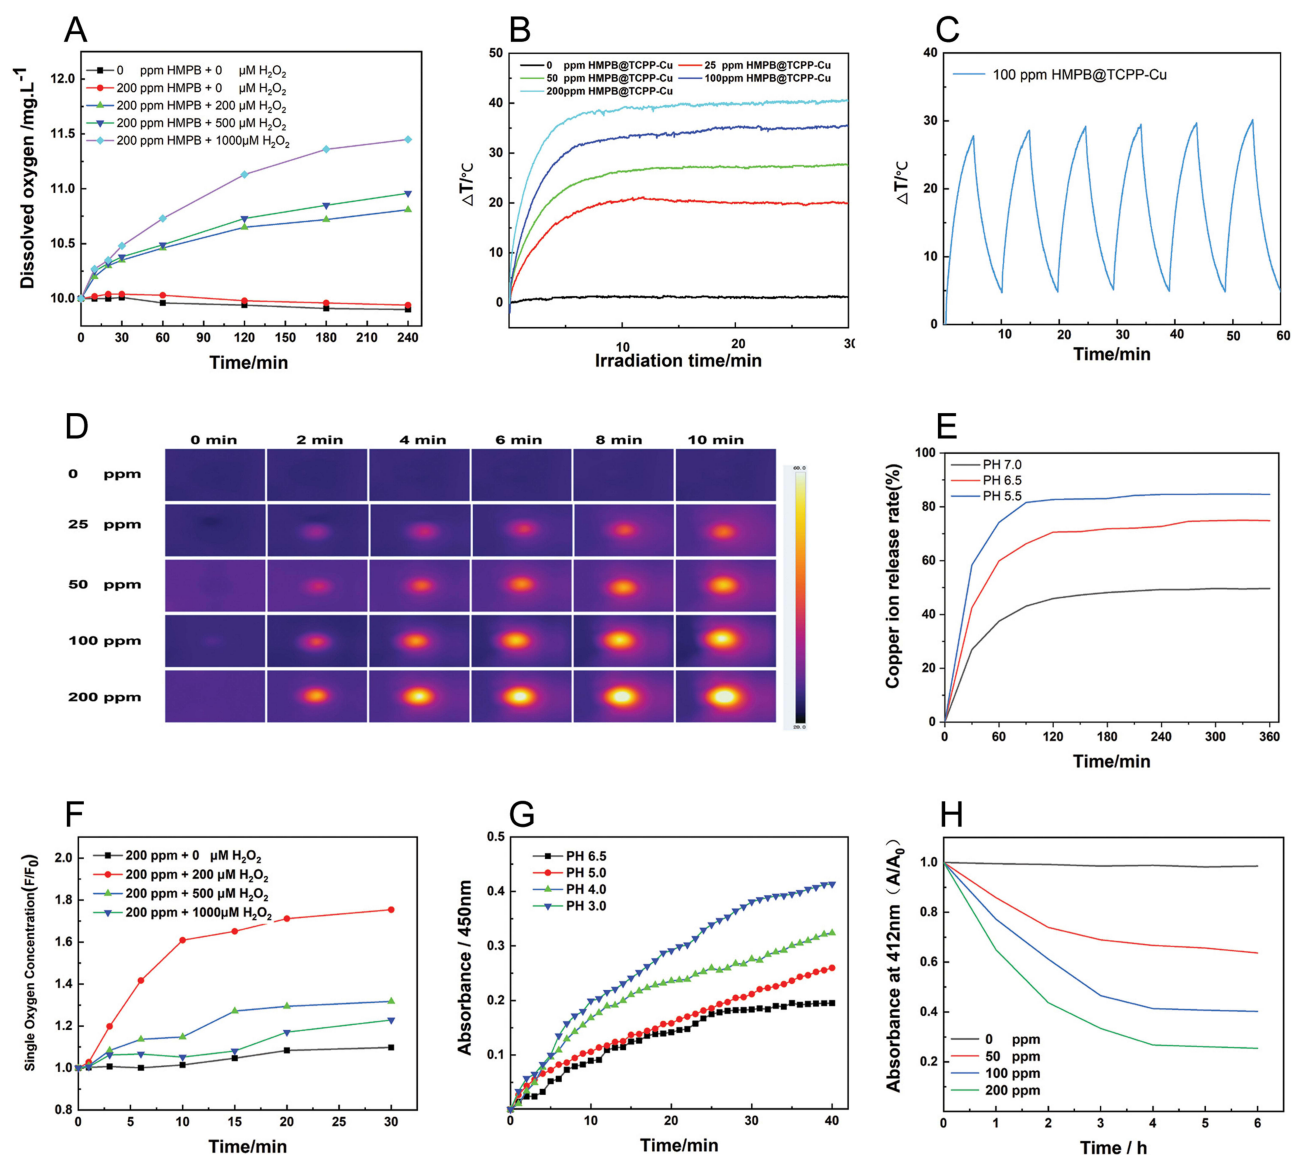 A
Dissolved oxygen /mg.L-1
12.0
11.5
11.0
10.5
10.0
0 ppm HMPB + 0 μM H2O2
200 ppm HMPB + 0 μM H2O2
200 ppm HMPB + 200 μM H2O2
200 ppm HMPB + 500 μM H2O2
200 ppm HMPB + 1000μM H2O2
0 30 60 90 120 150 180 210 240
Time/min
B
△T/°C
50
40
30
20
10
0
0 ppm HMPB@TCPP-Cu 25 ppm HMPB@TCPP-Cu
50 ppm HMPB@TCPP-Cu 100ppm HMPB@TCPP-Cu
200ppm HMPB@TCPP-Cu
10 20 30
Irradiation time/min
C
△T/°C
40
30
20
10
0
100 ppm HMPB@TCPP-Cu
10 20 30 40 50 60
Time/min
D
0 min 2 min 4 min 6 min 8 min 10 min
0 ppm
25 ppm
50 ppm
100 ppm
200 ppm
E
Copper ion release rate(%)
100
80
60
40
20
0
PH 7.0
PH 6.5
PH 5.5
0 60 120 180 240 300 360
Time/min
F
Single Oxygen Concentration(F/F0)
2.0
1.8
1.6
1.4
1.2
1.0
0.8
200 ppm + 0 μM H2O2
200 ppm + 200 μM H2O2
200 ppm + 500 μM H2O2
200 ppm + 1000μM H2O2
0 5 10 15 20 25 30
Time/min
G
Absorbance / 450nm
0.5
0.4
0.3
0.2
0.1
PH 6.5
PH 5.0
PH 4.0
PH 3.0
0 10 20 30 40
Time/min
H
Absorbance at 412nm（A/A0）
1.0
0.8
0.6
0.4
0.2
0 ppm
50 ppm
100 ppm
200 ppm
0 1 2 3 4 5 6
Time / h